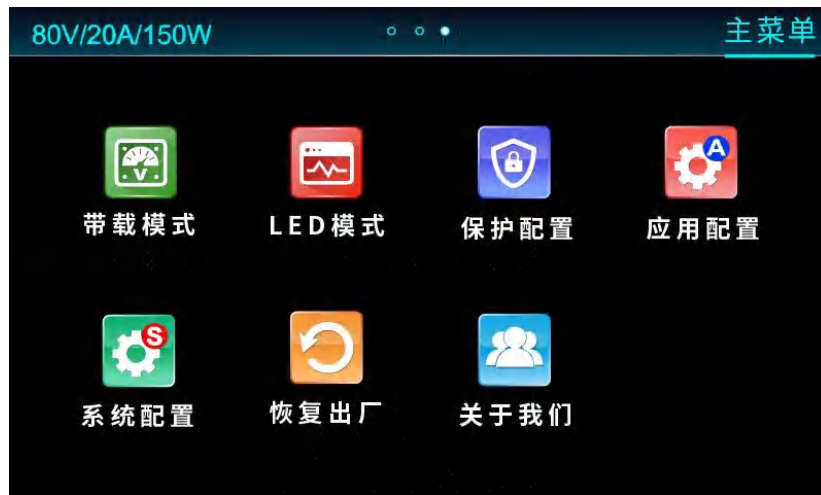 80V/20A/150W
主菜单
V
A
带载模式
LED模式
保护配置
应用配置
S
系统配置
恢复出厂
关于我们